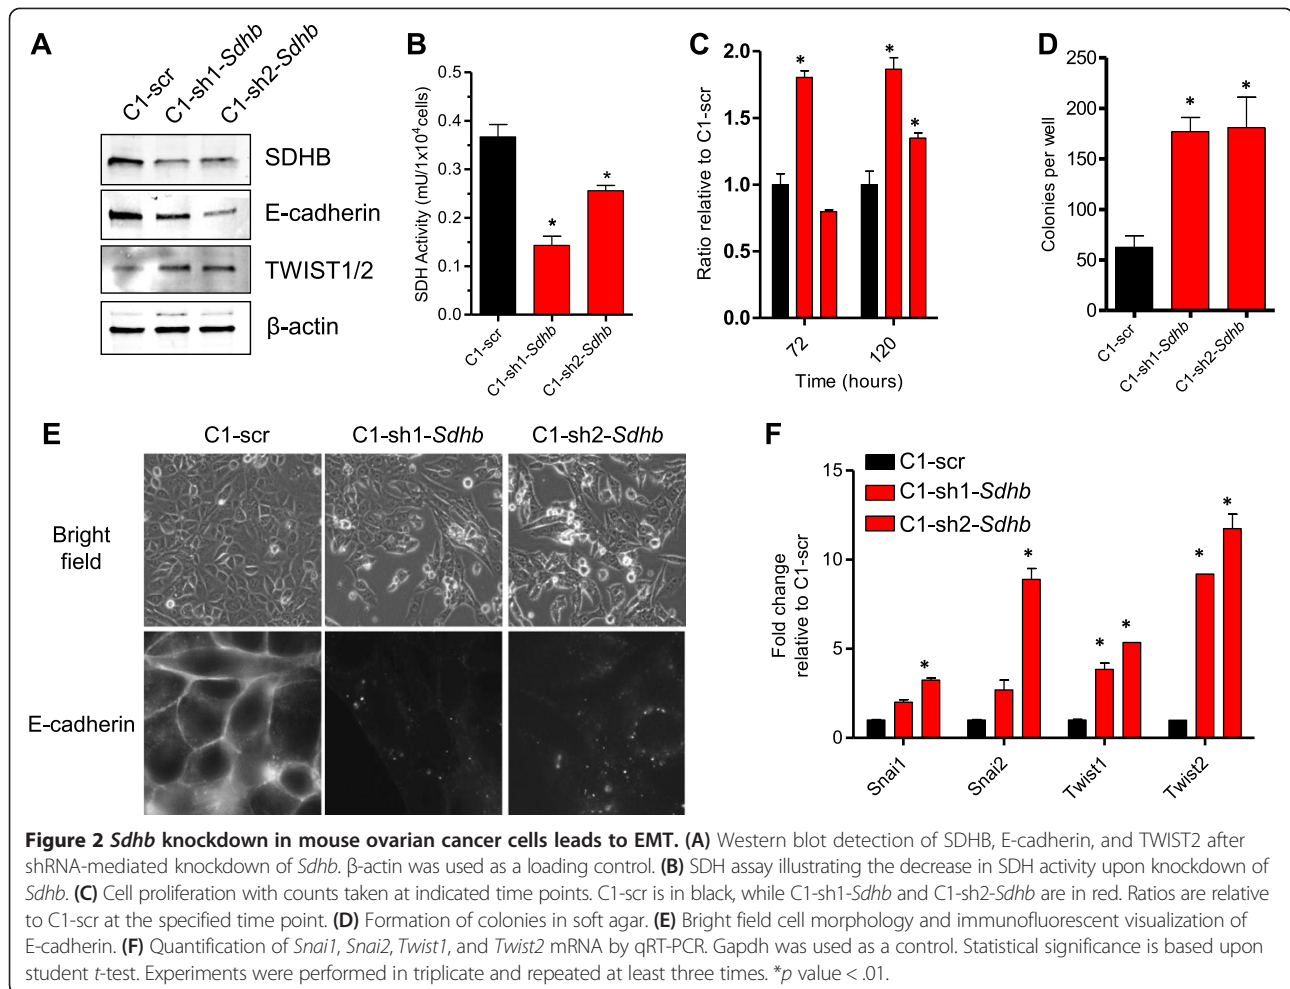 A
C1-scr
C1-sh1-Sdhb
C1-sh2-Sdhb
SDHB
E-cadherin
TWIST1/2
β-actin
B
SDH Activity (mU/1x10⁴cells)
0.5
0.4
0.3
0.2
0.1
0.0
*
*
C1-scr
C1-sh1-Sdhb
C1-sh2-Sdhb
C
Ratio relative to C1-scr
2.0
1.5
1.0
0.5
0.0
*
*
*
72
120
Time (hours)
D
Colonies per well
250
200
150
100
50
0
*
*
C1-scr
C1-sh1-Sdhb
C1-sh2-Sdhb
E
C1-scr
C1-sh1-Sdhb
C1-sh2-Sdhb
Bright
field
E-cadherin
F
C1-scr
C1-sh1-Sdhb
C1-sh2-Sdhb
Fold change
relative to C1-scr
15
10
5
0
*
*
*
*
*
*
Snai1
Snai2
Twist1
Twist2
Figure 2 Sdhb knockdown in mouse ovarian cancer cells leads to EMT. (A) Western blot detection of SDHB, E-cadherin, and TWIST2 after
shRNA-mediated knockdown of Sdhb. β-actin was used as a loading control. (B) SDH assay illustrating the decrease in SDH activity upon knockdown of
Sdhb. (C) Cell proliferation with counts taken at indicated time points. C1-scr is in black, while C1-sh1-Sdhb and C1-sh2-Sdhb are in red. Ratios are relative
to C1-scr at the specified time point. (D) Formation of colonies in soft agar. (E) Bright field cell morphology and immunofluorescent visualization of
E-cadherin. (F) Quantification of Snai1, Snai2, Twist1, and Twist2 mRNA by qRT-PCR. Gapdh was used as a control. Statistical significance is based upon
student t-test. Experiments were performed in triplicate and repeated at least three times. *p value < .01.